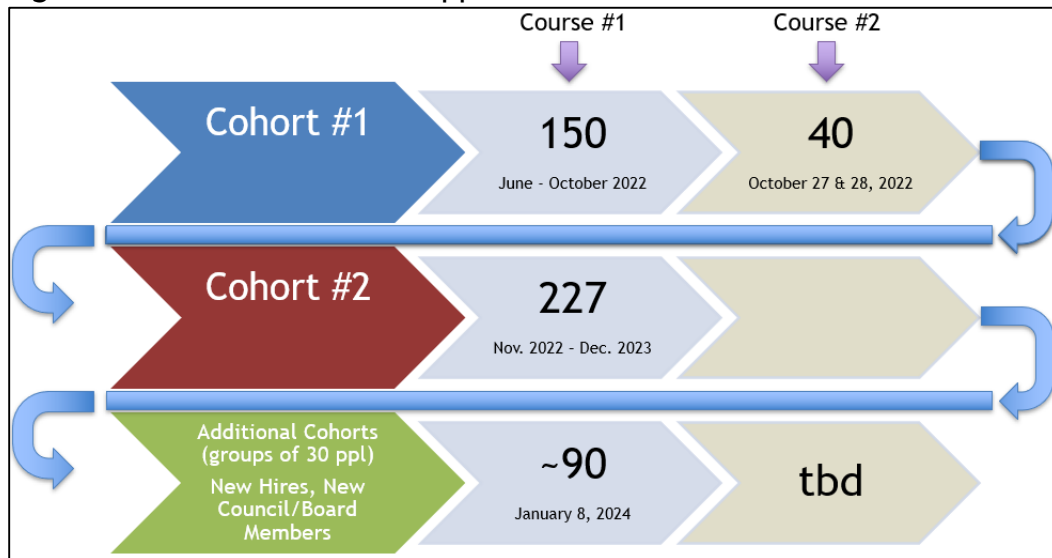 Course #1
Course #2
Cohort #1
150
June - October 2022
40
October 27 & 28, 2022
Cohort #2
227
Nov. 2022 – Dec. 2023
Additional Cohorts
(groups of 30 ppl)
New Hires, New
Council/Board
Members
~90
January 8, 2024
tbd